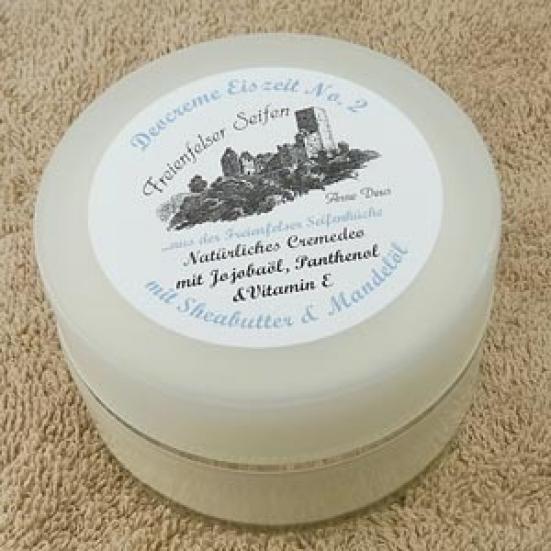 Deocreme Eiszeit No. 2
Freienfelser Seifen
Anne Dews
...aus der Freienfelser Seifenküche
Natürliches Cremedeo
mit Jojobaöl, Panthenol
&Vitamin E
mit Sheabutter & Mandelöl